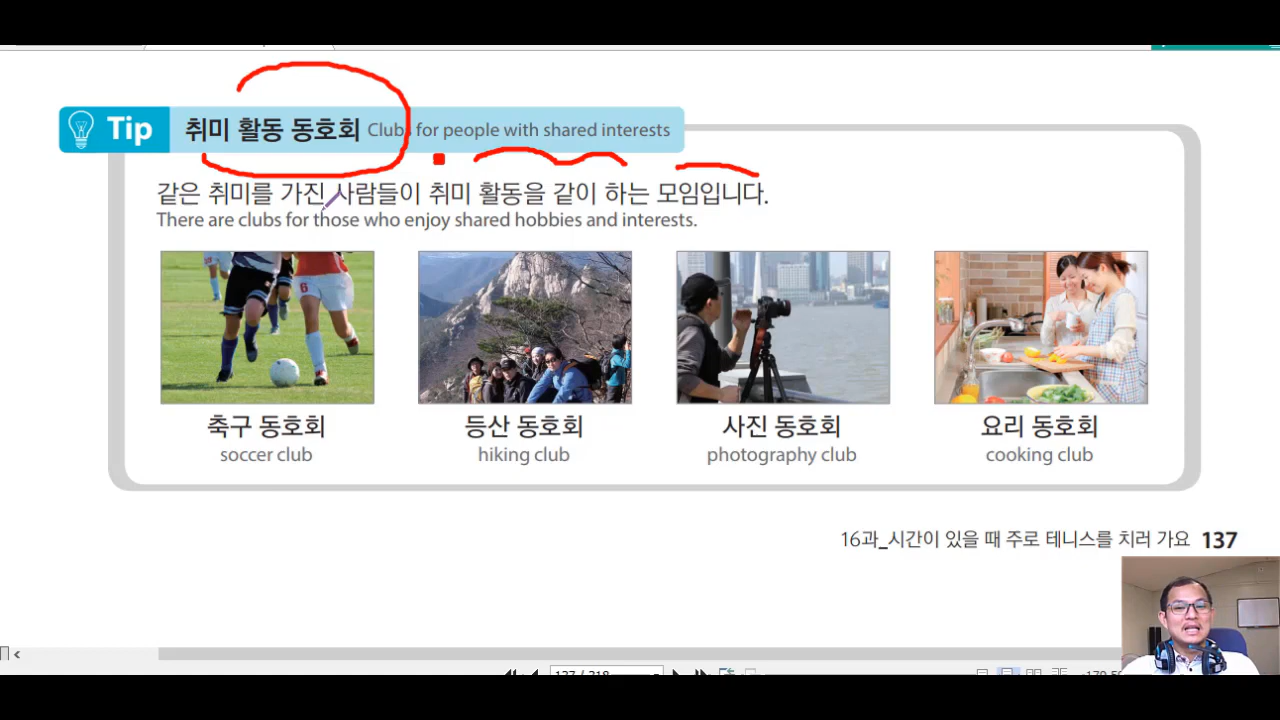 Tip 취미 활동 동호회 Clubs for people with shared interests
같은 취미를 가진 사람들이 취미 활동을 같이 하는 모임입니다.
There are clubs for those who enjoy shared hobbies and interests.
축구 동호회
soccer club
등산 동호회
hiking club
사진 동호회
photography club
요리 동호회
cooking club
16과_시간이 있을 때 주로 테니스를 치러 가요 137